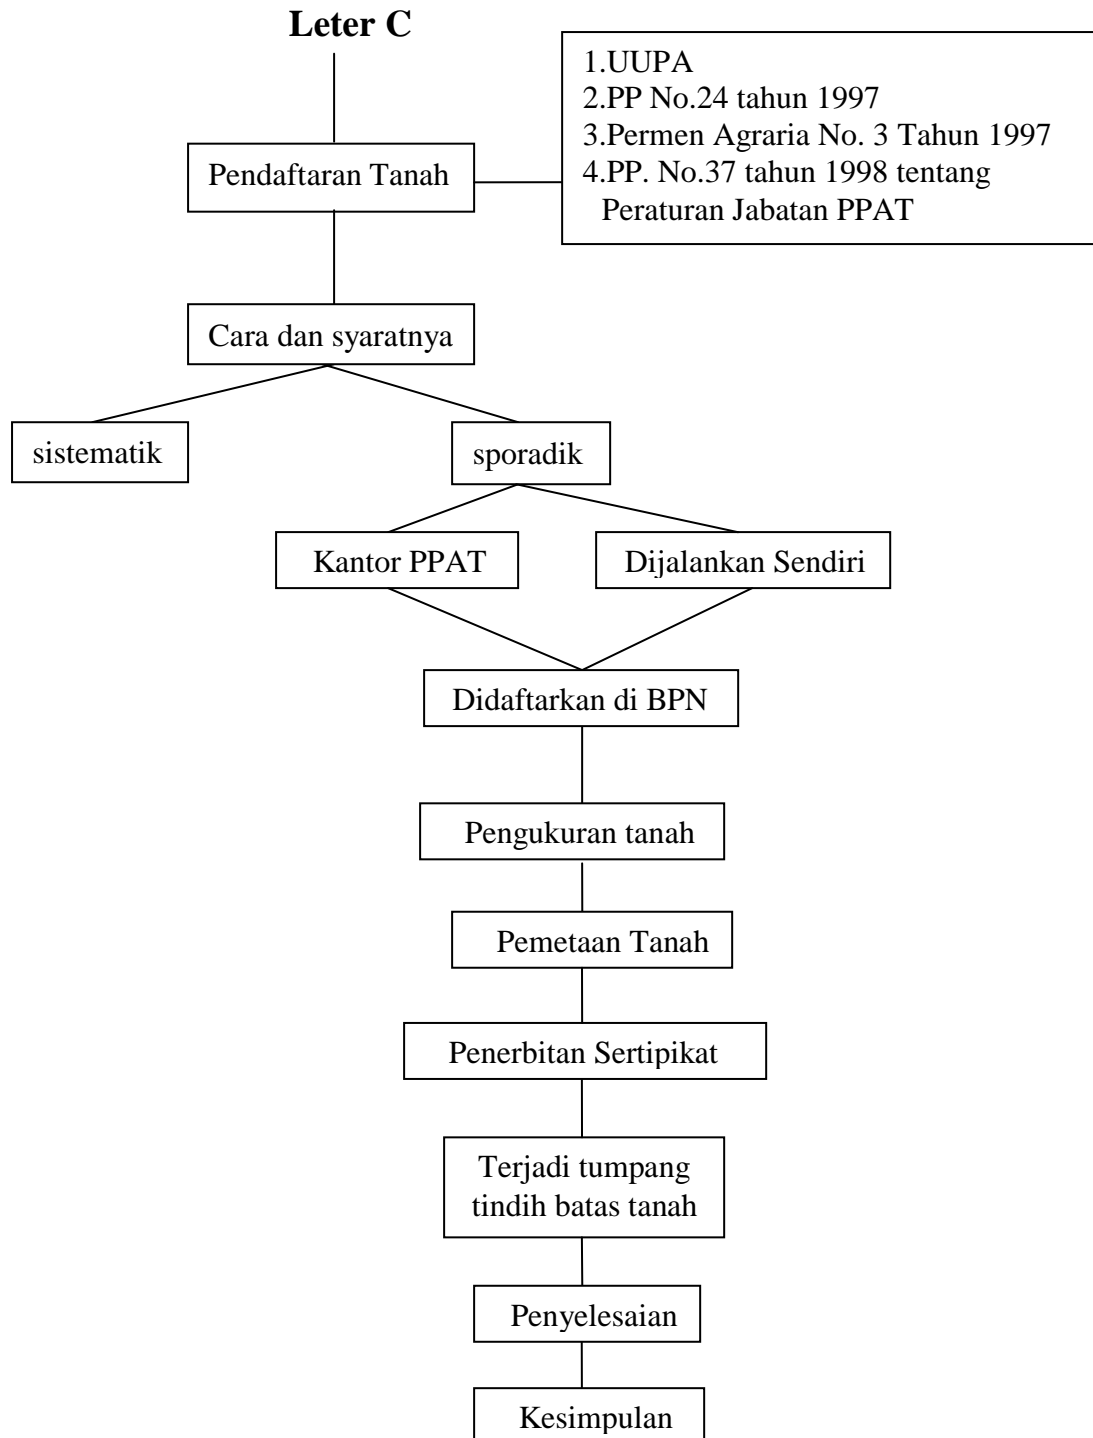 Leter C
1.UUPA
2.PP No.24 tahun 1997
3.Permen Agraria No. 3 Tahun 1997
4.PP. No.37 tahun 1998 tentang
Peraturan Jabatan PPAT
Pendaftaran Tanah
Cara dan syaratnya
sistematik
sporadik
Kantor PPAT
Dijalankan Sendiri
Didaftarkan di BPN
Pengukuran tanah
Pemetaan Tanah
Penerbitan Sertipikat
Terjadi tumpang
tindih batas tanah
Penyelesaian
Kesimpulan